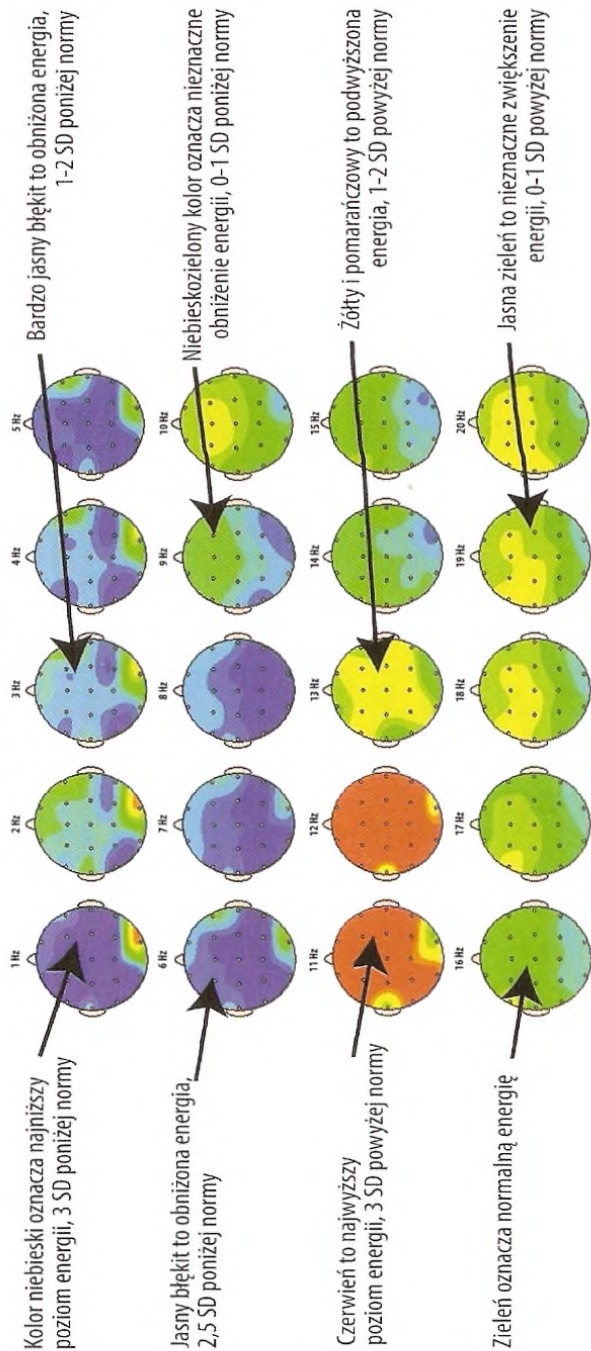 Kolor niebieski oznacza najniższy
poziom energii, 3 SD poniżej normy
1 Hz
2 Hz
3 Hz
4 Hz
5 Hz
Bardzo jasny błękit to obniżona energia,
1-2 SD poniżej normy
Jasny błękit to obniżona energia,
2,5 SD poniżej normy
6 Hz
7 Hz
8 Hz
9 Hz
10 Hz
Niebieskozielony kolor oznacza nieznaczne
obniżenie energii, 0-1 SD poniżej normy
Czerwień to najwyższy
poziom energii, 3 SD powyżej normy
11 Hz
12 Hz
13 Hz
14 Hz
15 Hz
Żółty i pomarańczowy to podwyższona
energia, 1-2 SD powyżej normy
Zieleń oznacza normalną energię
16 Hz
17 Hz
18 Hz
19 Hz
20 Hz
Jasna zieleń to nieznaczne zwiększenie
energii, 0-1 SD powyżej normy